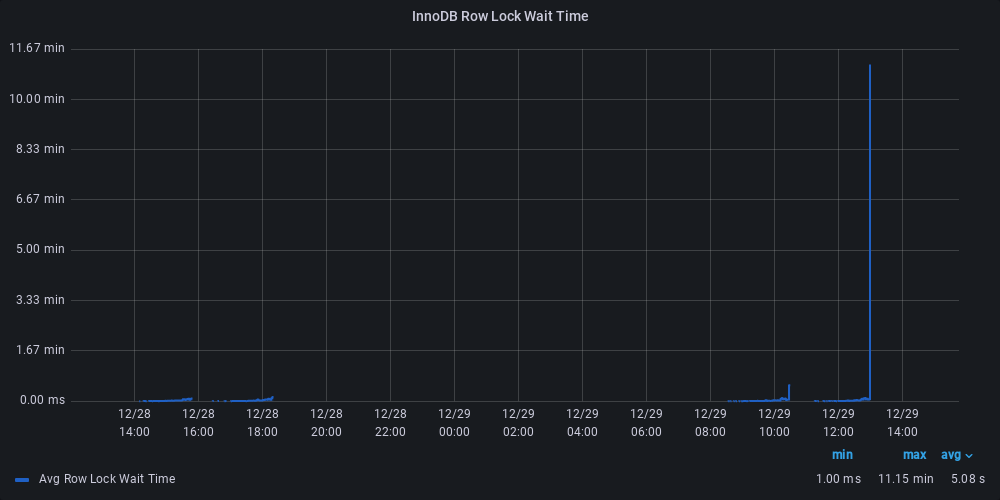 InnoDB Row Lock Wait Time
11.67 min
10.00 min
8.33 min
6.67 min
5.00 min
3.33 min
1.67 min
0.00 ms
12/28 12/28 12/28 12/28 12/28 12/29 12/29 12/29 12/29 12/29 12/29 12/29 12/29
14:00 16:00 18:00 20:00 22:00 00:00 02:00 04:00 06:00 08:00 10:00 12:00 14:00
min max avg
Avg Row Lock Wait Time 1.00 ms 11.15 min 5.08 s